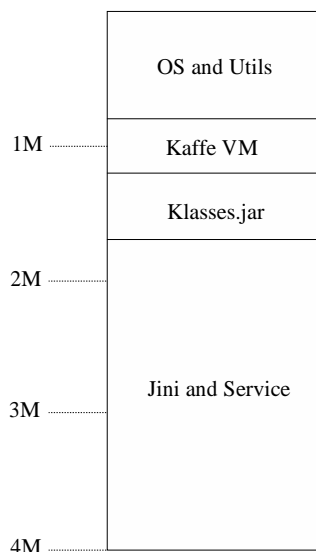 OS and Utils
1M
Kaffe VM
Klasses.jar
2M
Jini and Service
3M
4M